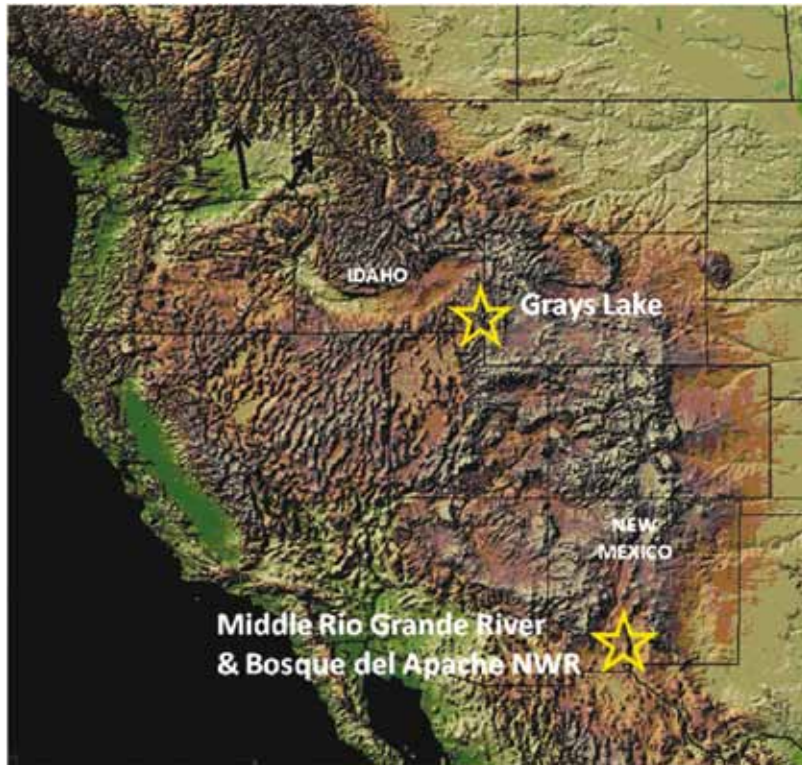 IDAHO
Grays Lake
NEW
MEXICO
Middle Rio Grande River
& Bosque del Apache NWR